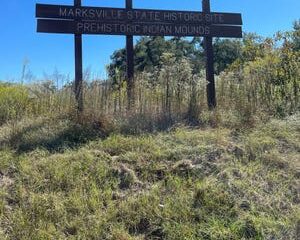 MARKSVILLE STATE HISTORIC SITE
PREHISTORIC INDIAN MOUNDS